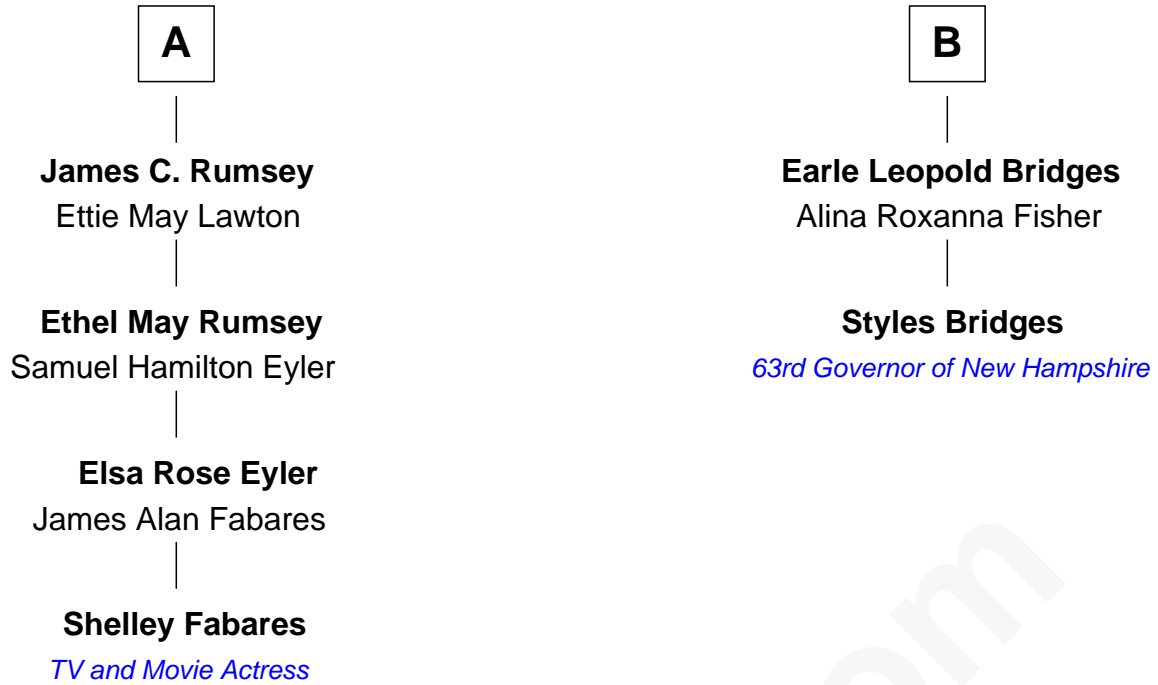 A
James C. Rumsey
Ettie May Lawton
Ethel May Rumsey
Samuel Hamilton Eyler
Elsa Rose Eyler
James Alan Fabares
Shelley Fabares
TV and Movie Actress
B
Earle Leopold Bridges
Alina Roxanna Fisher
Styles Bridges
63rd Governor of New Hampshire
om